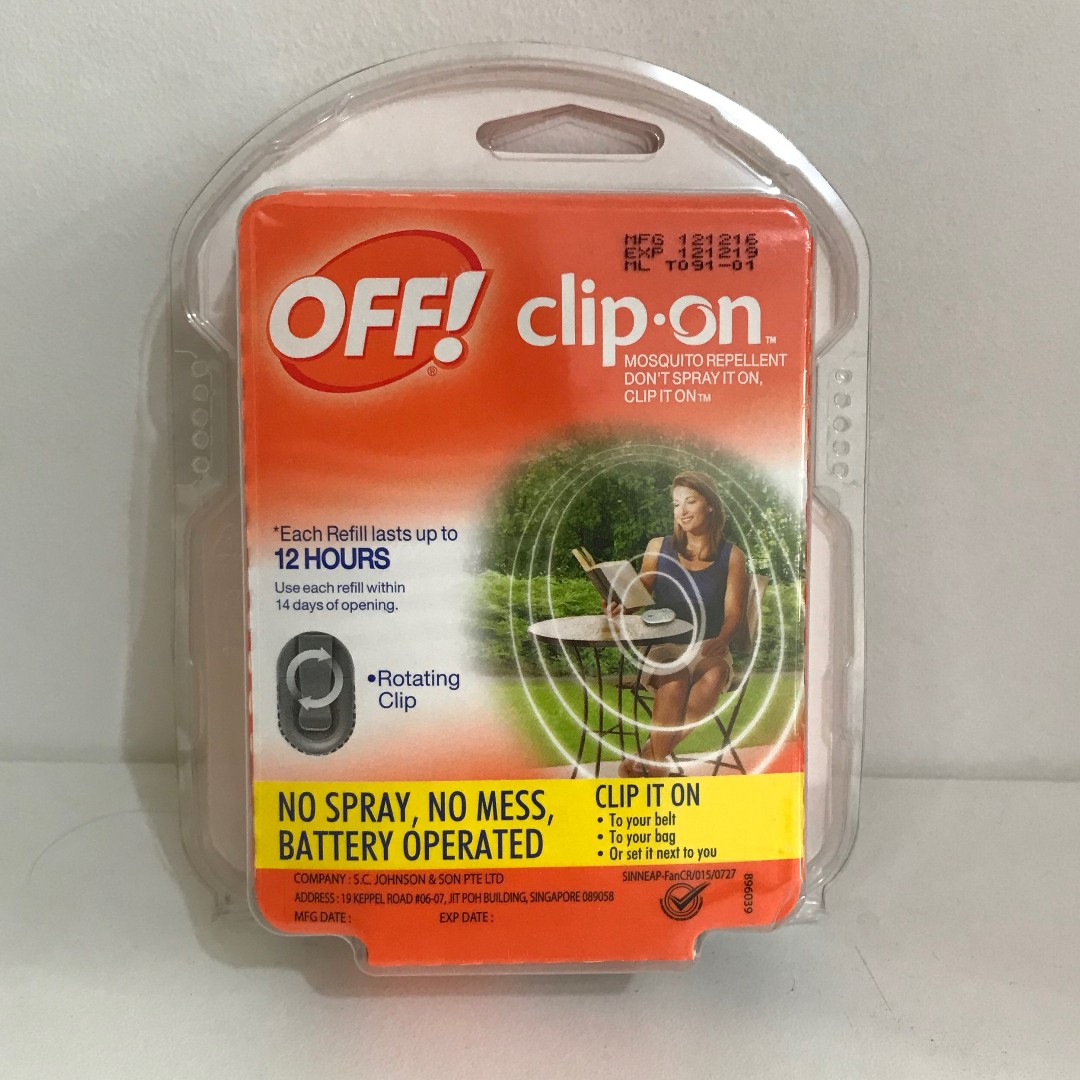 MFG 121216
EXP 121219
ML T091-01
OFF!®
clip·on™
MOSQUITO REPELLENT
DON'T SPRAY IT ON,
CLIP IT ON™
*Each Refill lasts up to
12 HOURS
Use each refill within
14 days of opening.
•Rotating
Clip
NO SPRAY, NO MESS,
BATTERY OPERATED
CLIP IT ON
• To your belt
• To your bag
• Or set it next to you
COMPANY : S.C. JOHNSON & SON PTE LTD
ADDRESS : 19 KEPPEL ROAD #06-07, JIT POH BUILDING, SINGAPORE 089058
MFG DATE : EXP DATE :
SINNEAP-FanCR/015/0727
896039